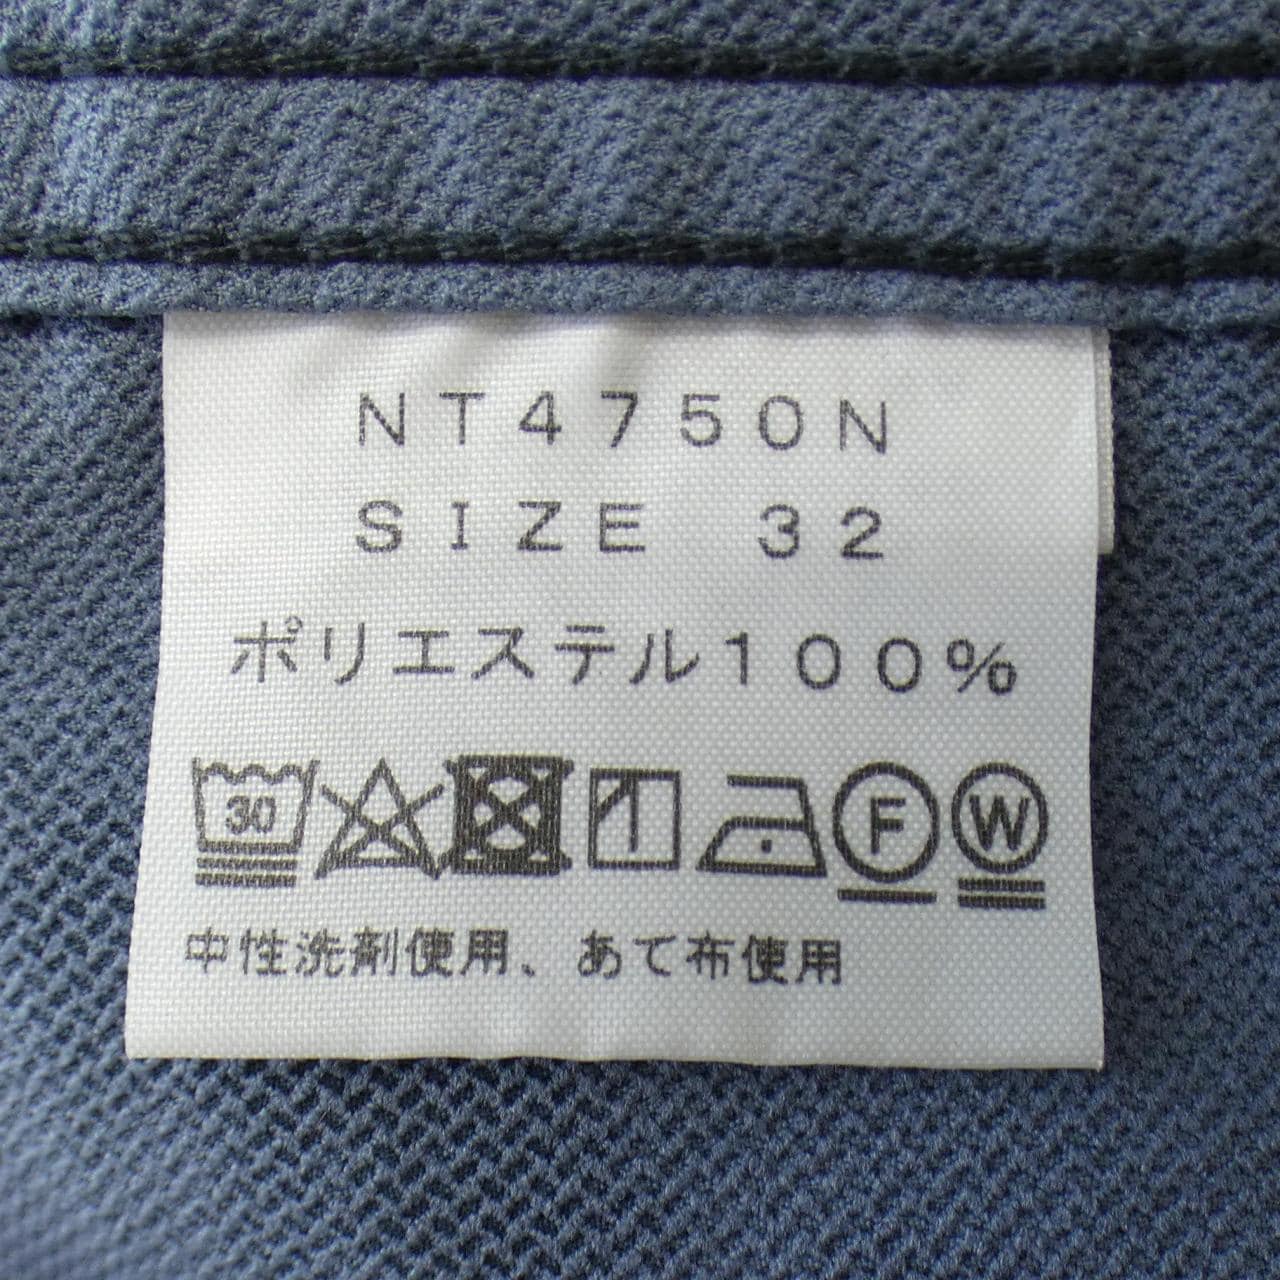 NT4750N
SIZE 32
ポリエステル100%
30 F W
中性洗剤使用、あて布使用